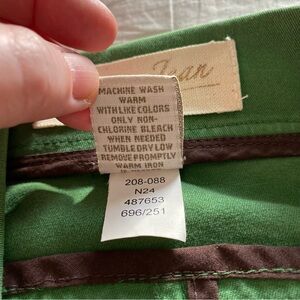 Jean
MACHINE WASH
WARM
WITH LIKE COLORS
ONLY NON-
CHLORINE BLEACH
WHEN NEEDED
TUMBLE DRY LOW
REMOVE PROMPTLY
WARM IRON
208-088
N24
487653
696/251